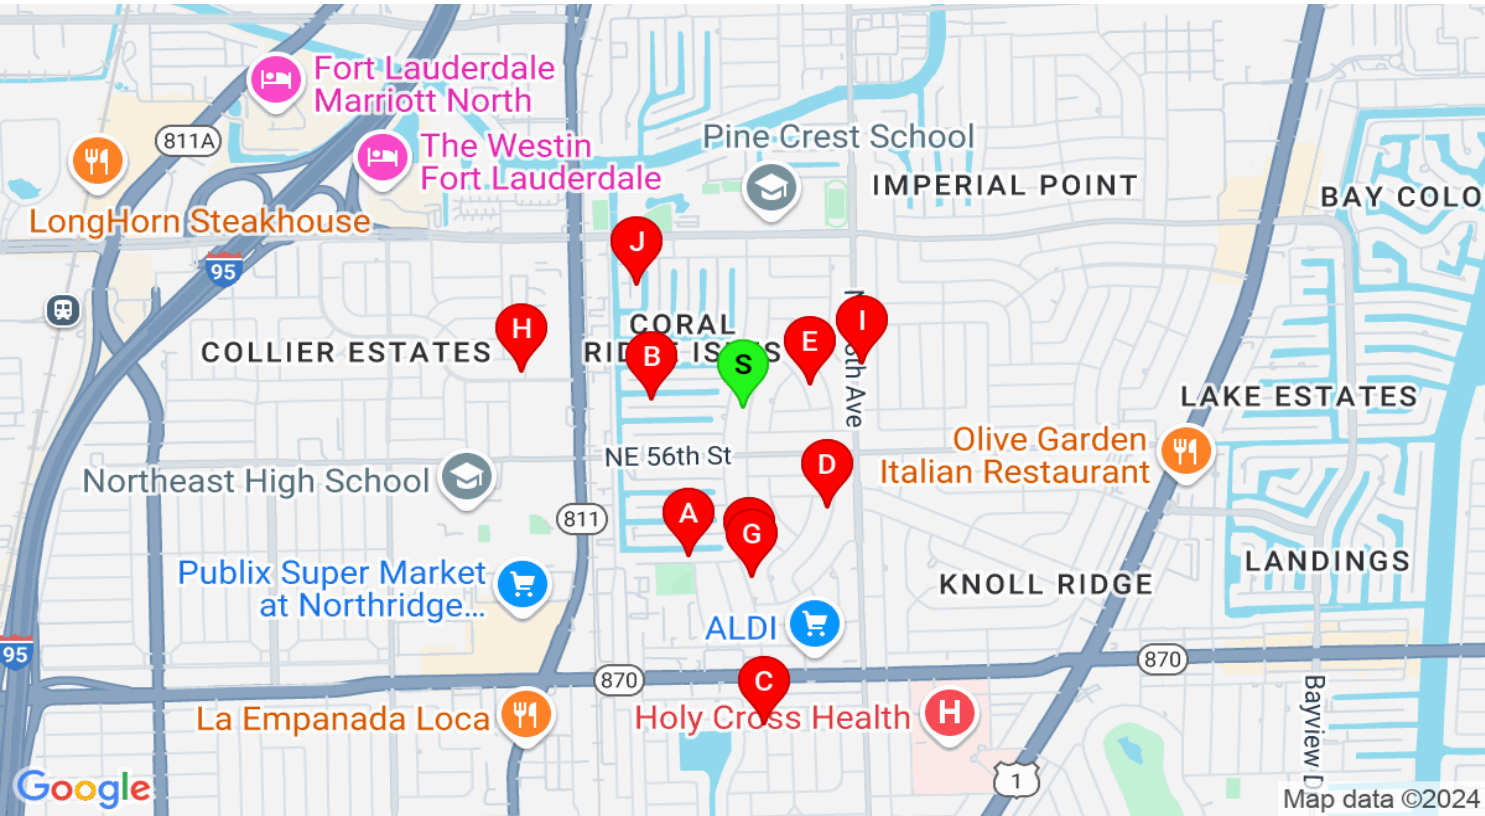 Fort Lauderdale
Marriott North
811A
The Westin
Fort Lauderdale
Pine Crest School
IMPERIAL POINT
BAY COLO
LongHorn Steakhouse
J
95
I
H
CORAL
E
COLLIER ESTATES
B
S
LAKE ESTATES
Olive Garden
Italian Restaurant
NE 56th St
D
Northeast High School
A
811
G
LANDINGS
Publix Super Market
at Northridge...
KNOLL RIDGE
ALDI
95
870
870
C
La Empanada Loca
Holy Cross Health
H
Bayview D
1
Google
Map data ©2024